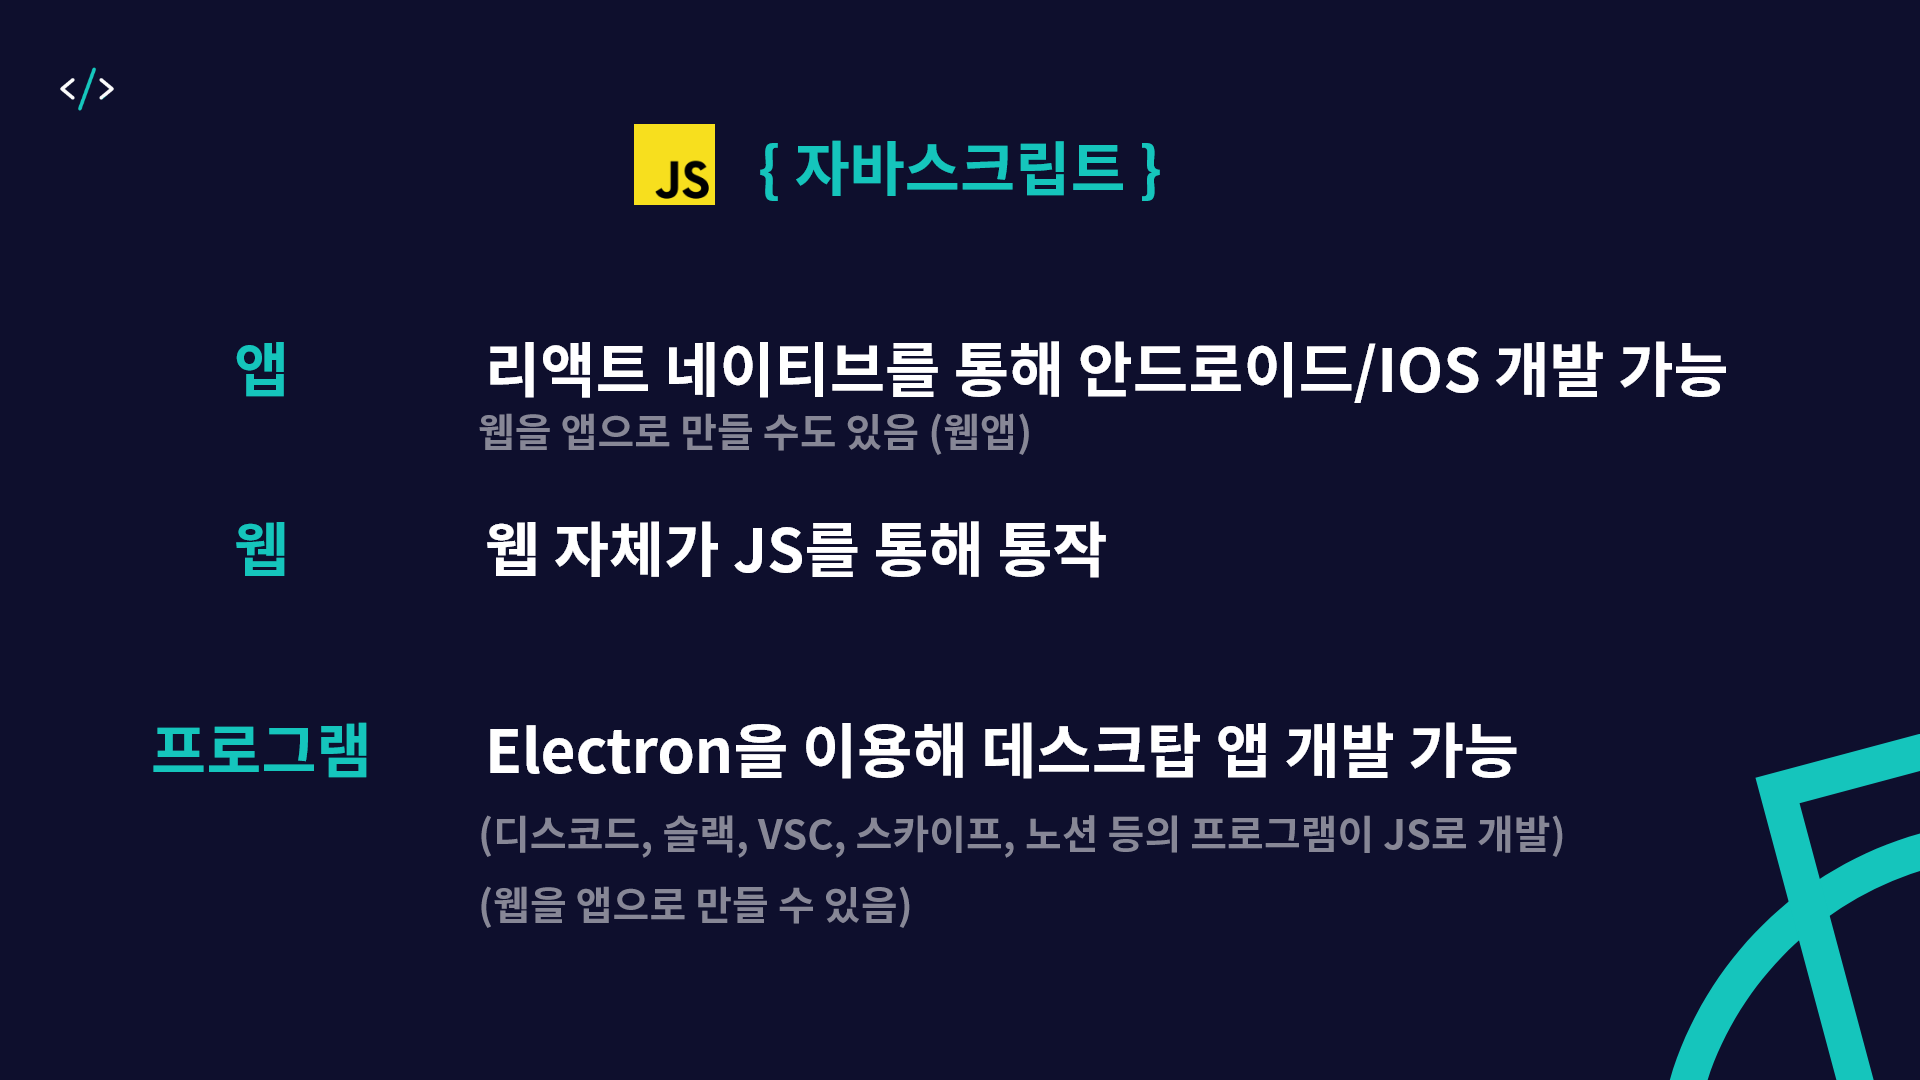 </>
JS { 자바스크립트 }
앱 리액트 네이티브를 통해 안드로이드/IOS 개발 가능
웹을 앱으로 만들 수도 있음 (웹앱)
웹 웹 자체가 JS를 통해 통작
프로그램 Electron을 이용해 데스크탑 앱 개발 가능
(디스코드, 슬랙, VSC, 스카이프, 노션 등의 프로그램이 JS로 개발)
(웹을 앱으로 만들 수 있음)